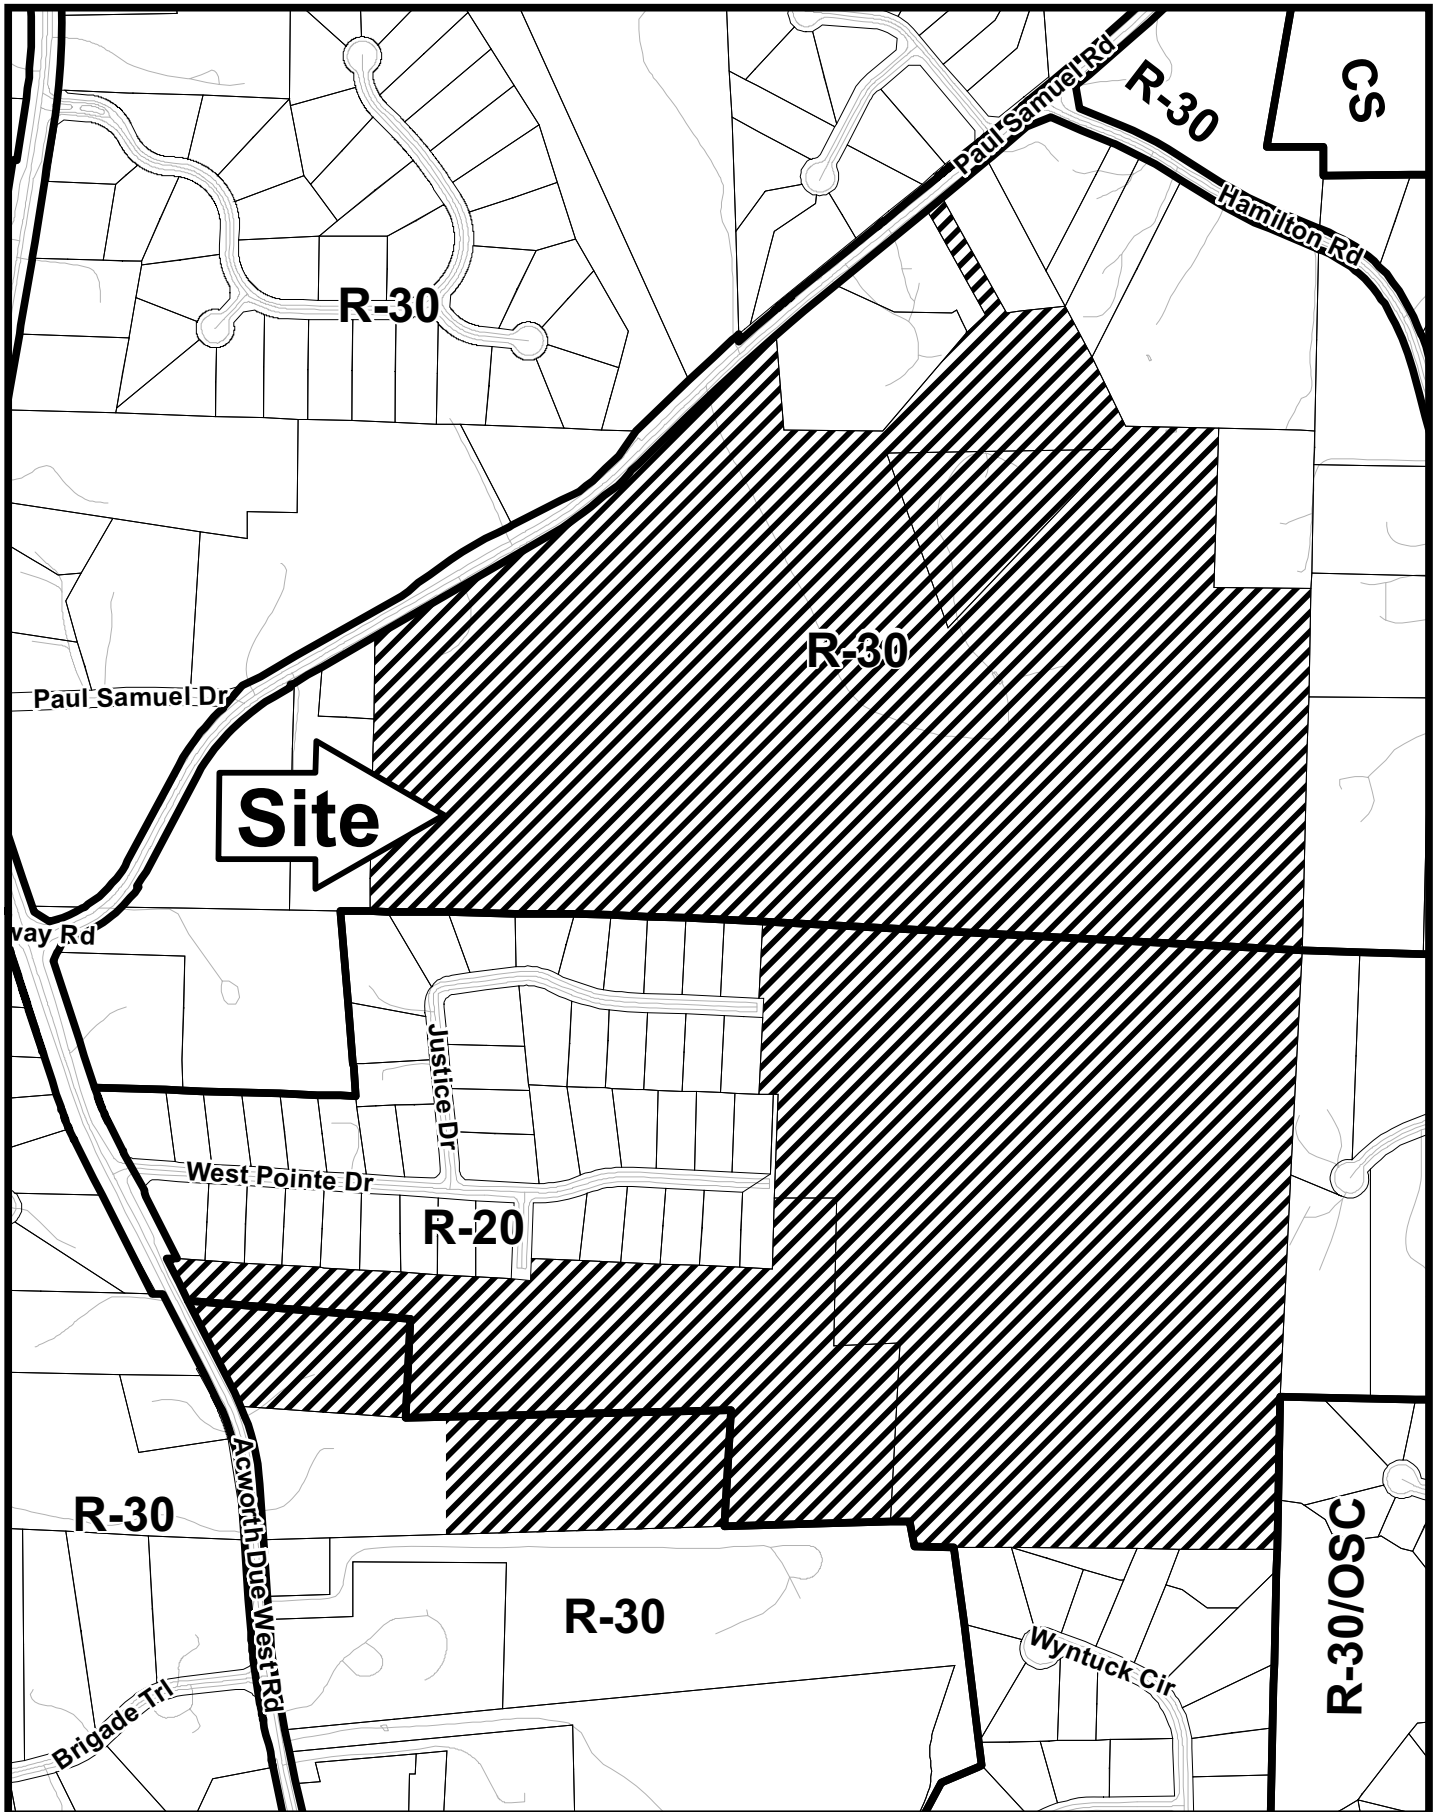 CS
R-30
Paul Samuel Rd
Hamilton Rd
R-30
R-30
Paul Samuel Dr
Site
way Rd
Justice Dr
West Pointe Dr
R-20
Acworth Due West Rd
R-30
R-30/OSC
R-30
Wyntuck Cir
Brigade Trl